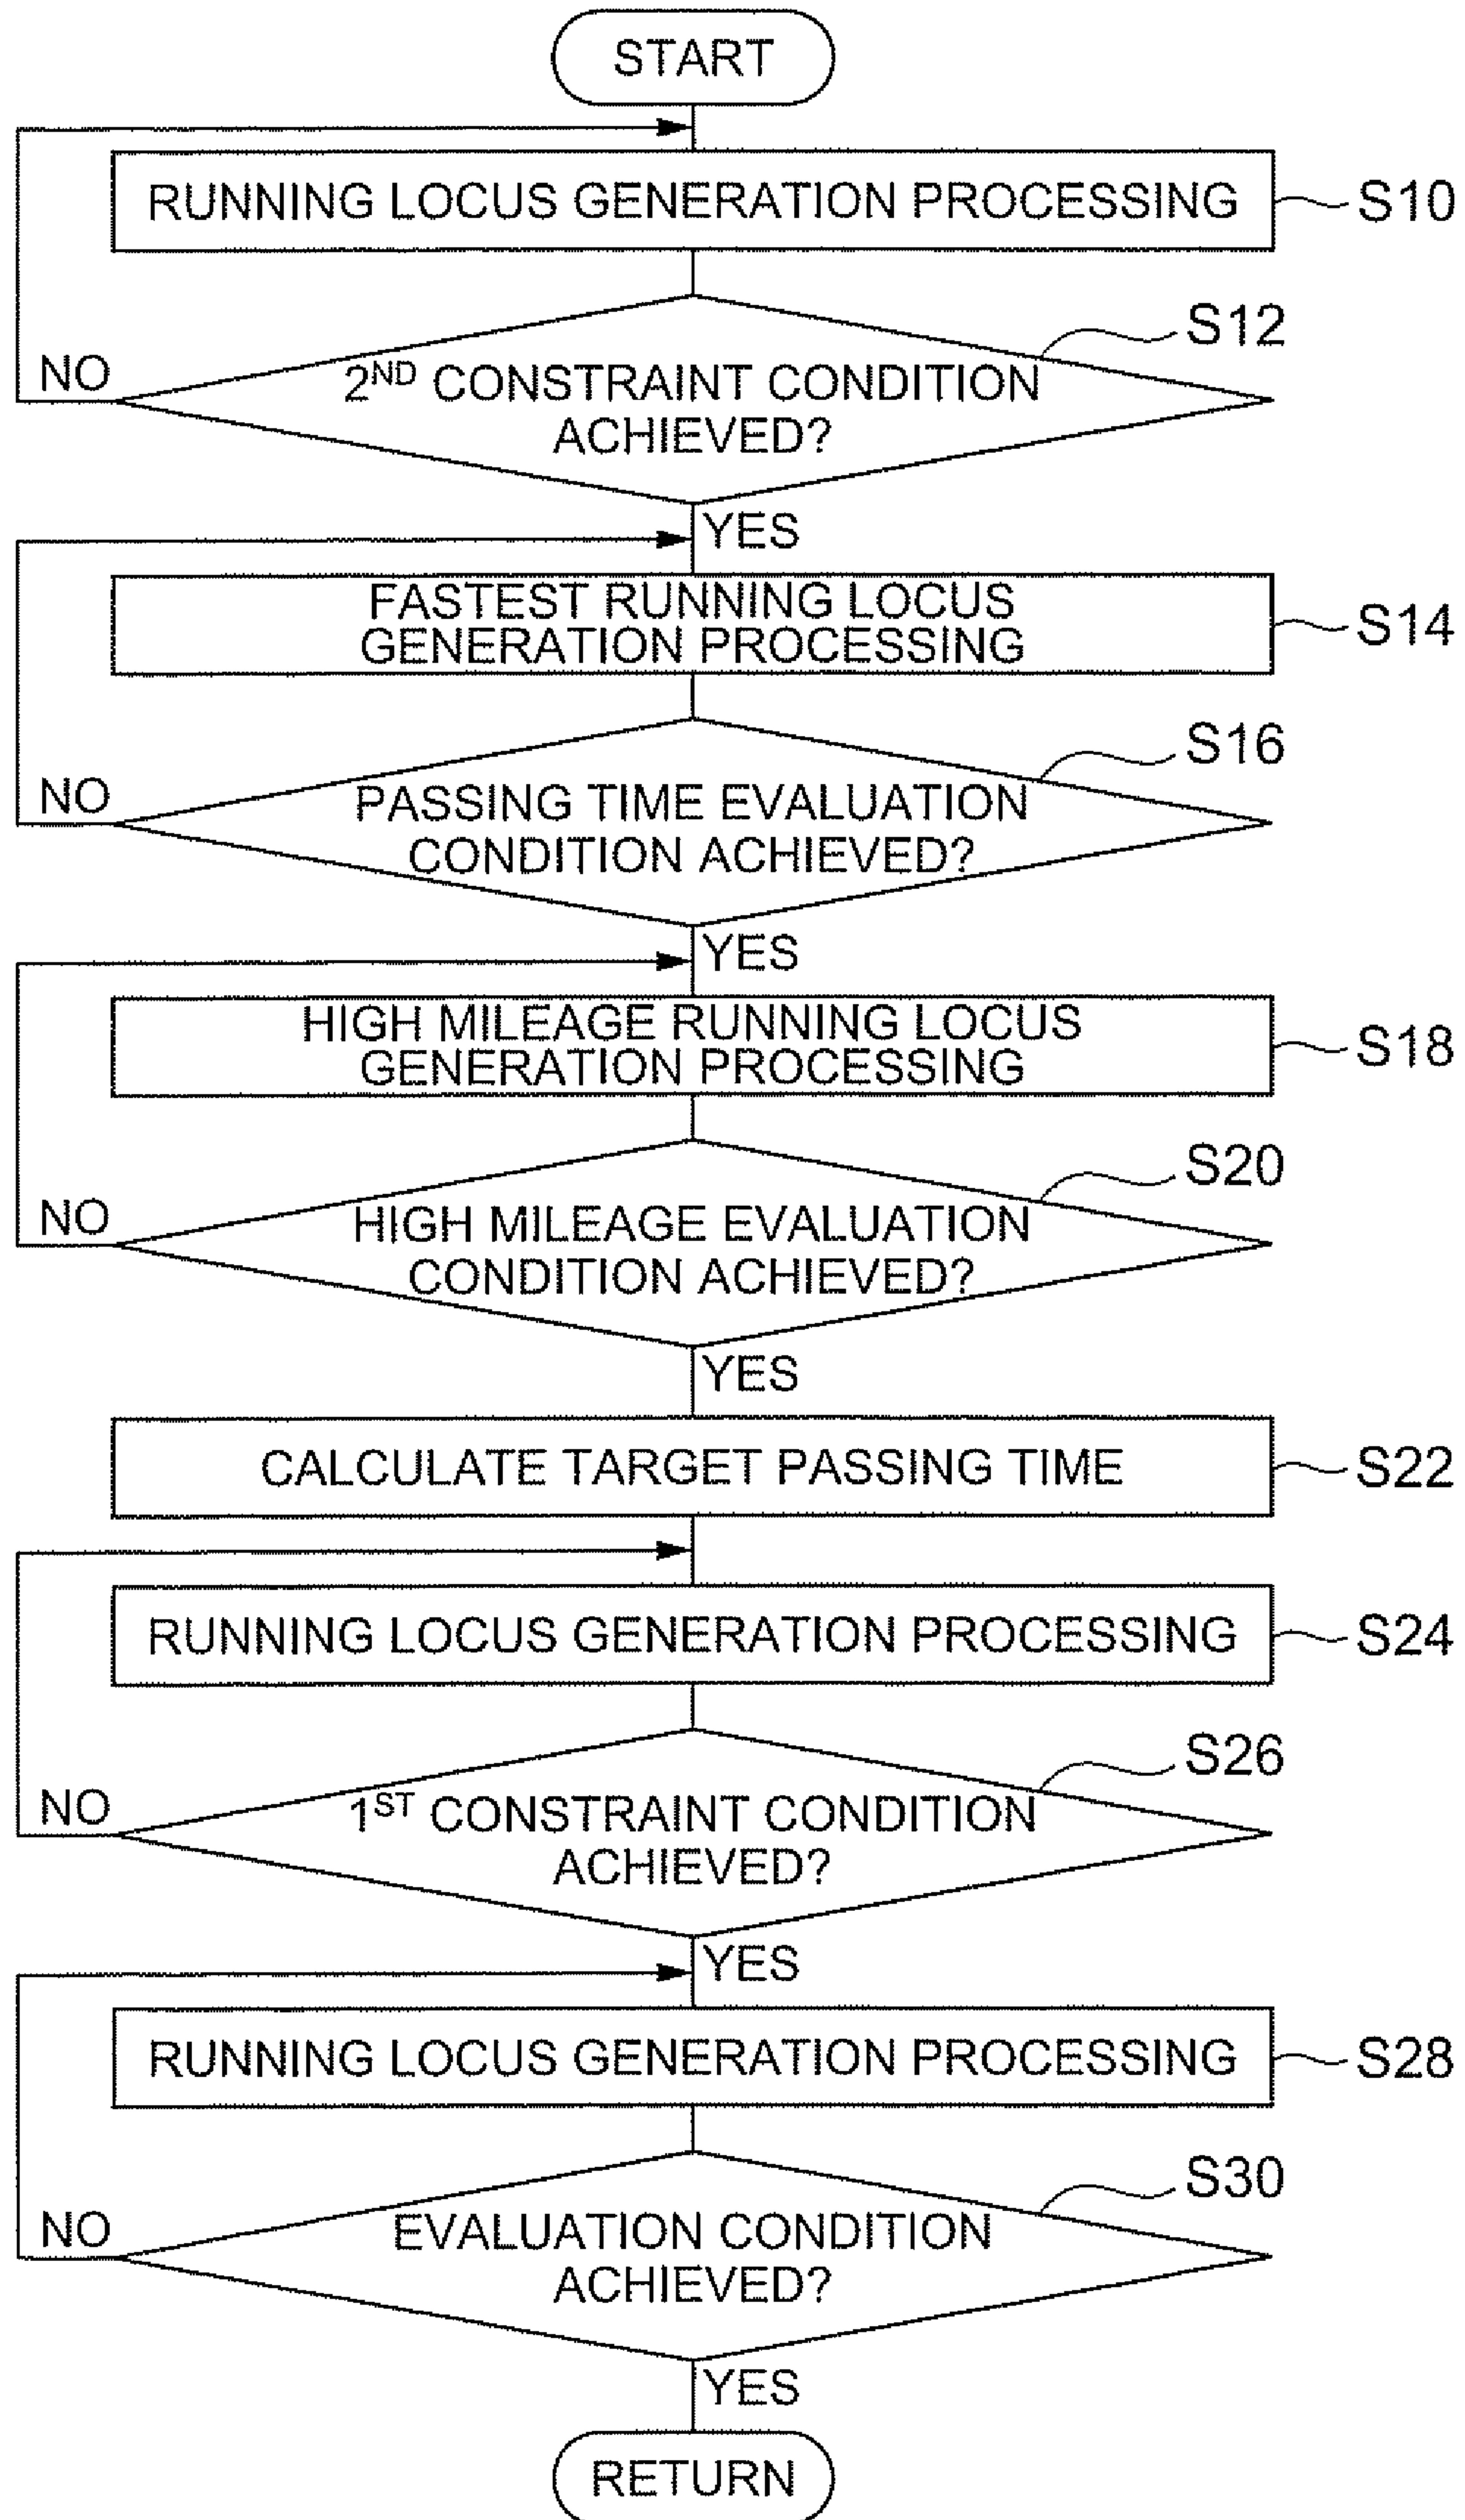 START
RUNNING LOCUS GENERATION PROCESSING
S10
S12
2ND CONSTRAINT CONDITION
ACHIEVED?
NO
YES
FASTEST RUNNING LOCUS
GENERATION PROCESSING
S14
S16
PASSING TIME EVALUATION
CONDITION ACHIEVED?
NO
YES
HIGH MILEAGE RUNNING LOCUS
GENERATION PROCESSING
S18
S20
HIGH MILEAGE EVALUATION
CONDITION ACHIEVED?
NO
YES
CALCULATE TARGET PASSING TIME
S22
RUNNING LOCUS GENERATION PROCESSING
S24
S26
1ST CONSTRAINT CONDITION
ACHIEVED?
NO
YES
RUNNING LOCUS GENERATION PROCESSING
S28
S30
EVALUATION CONDITION
ACHIEVED?
NO
YES
RETURN